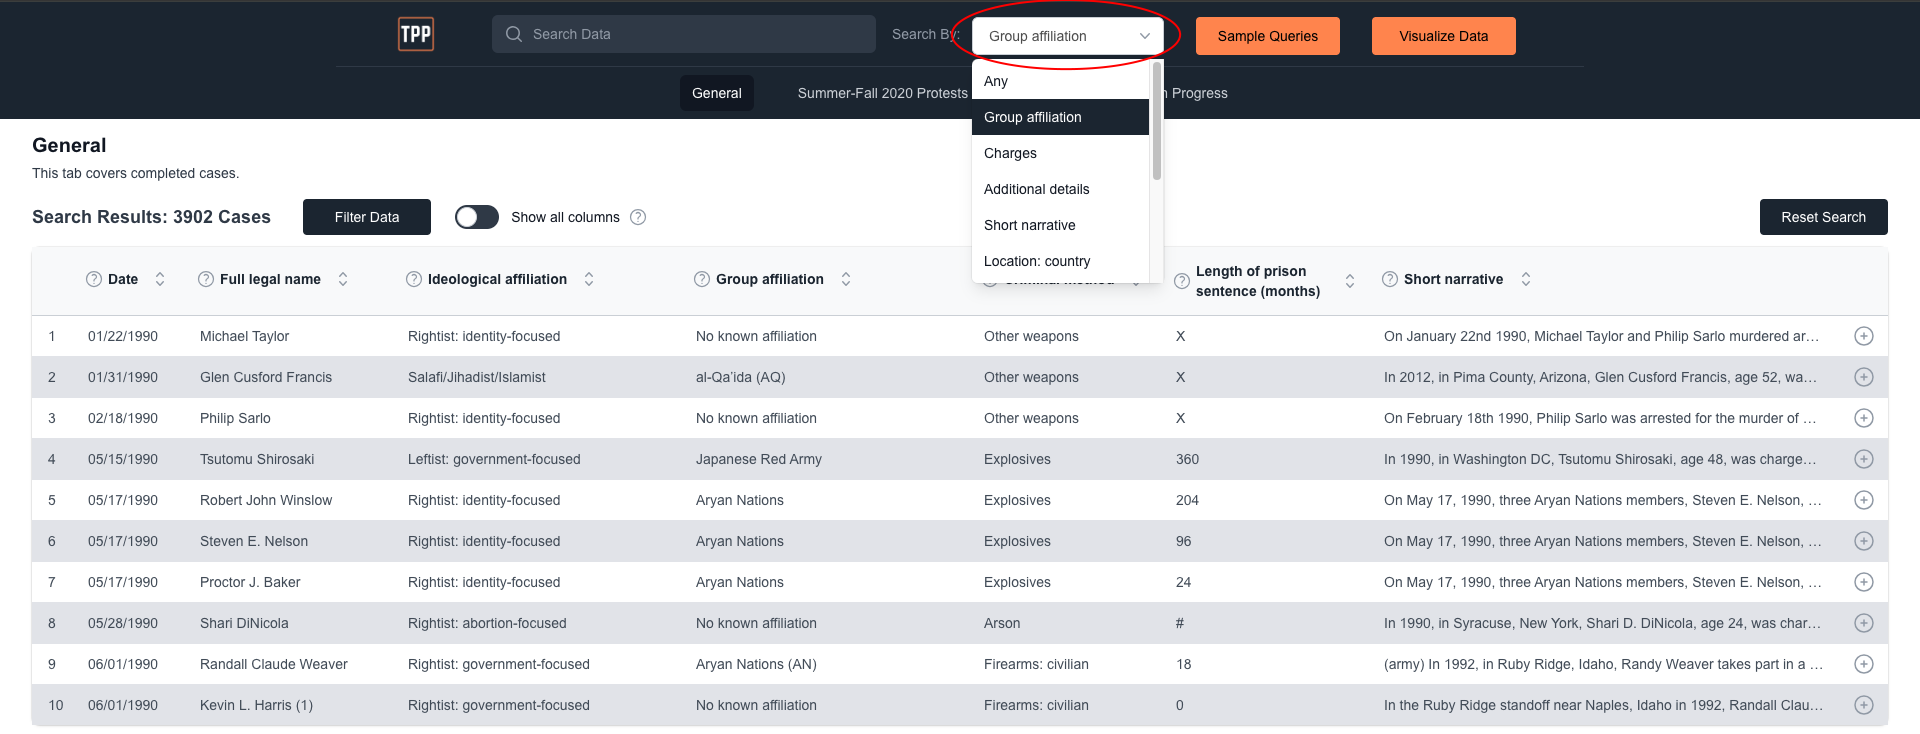 TPP
Search Data
Search By:
Group affiliation
Sample Queries
Visualize Data
Any
Group affiliation
Charges
Additional details
Short narrative
Location: country
General
Summer-Fall 2020 Protests
Progress
General
This tab covers completed cases.
Search Results: 3902 Cases
Filter Data
Show all columns ?
Reset Search
? Date ? Full legal name ? Ideological affiliation ? Group affiliation ? Length of prison sentence (months) ? Short narrative
1 01/22/1990 Michael Taylor Rightist: identity-focused No known affiliation Other weapons X On January 22nd 1990, Michael Taylor and Philip Sarlo murdered ar…
2 01/31/1990 Glen Cusford Francis Salafi/Jihadist/Islamist al-Qa’ida (AQ) Other weapons X In 2012, in Pima County, Arizona, Glen Cusford Francis, age 52, wa…
3 02/18/1990 Philip Sarlo Rightist: identity-focused No known affiliation Other weapons X On February 18th 1990, Philip Sarlo was arrested for the murder of …
4 05/15/1990 Tsutomu Shirosaki Leftist: government-focused Japanese Red Army Explosives 360 In 1990, in Washington DC, Tsutomu Shirosaki, age 48, was charge…
5 05/17/1990 Robert John Winslow Rightist: identity-focused Aryan Nations Explosives 204 On May 17, 1990, three Aryan Nations members, Steven E. Nelson, …
6 05/17/1990 Steven E. Nelson Rightist: identity-focused Aryan Nations Explosives 96 On May 17, 1990, three Aryan Nations members, Steven E. Nelson, …
7 05/17/1990 Proctor J. Baker Rightist: identity-focused Aryan Nations Explosives 24 On May 17, 1990, three Aryan Nations members, Steven E. Nelson, …
8 05/28/1990 Shari DiNicola Rightist: abortion-focused No known affiliation Arson # In 1990, in Syracuse, New York, Shari D. DiNicola, age 24, was char…
9 06/01/1990 Randall Claude Weaver Rightist: government-focused Aryan Nations (AN) Firearms: civilian 18 (army) In 1992, in Ruby Ridge, Idaho, Randy Weaver takes part in a …
10 06/01/1990 Kevin L. Harris (1) Rightist: government-focused No known affiliation Firearms: civilian 0 In the Ruby Ridge standoff near Naples, Idaho in 1992, Randall Clau…